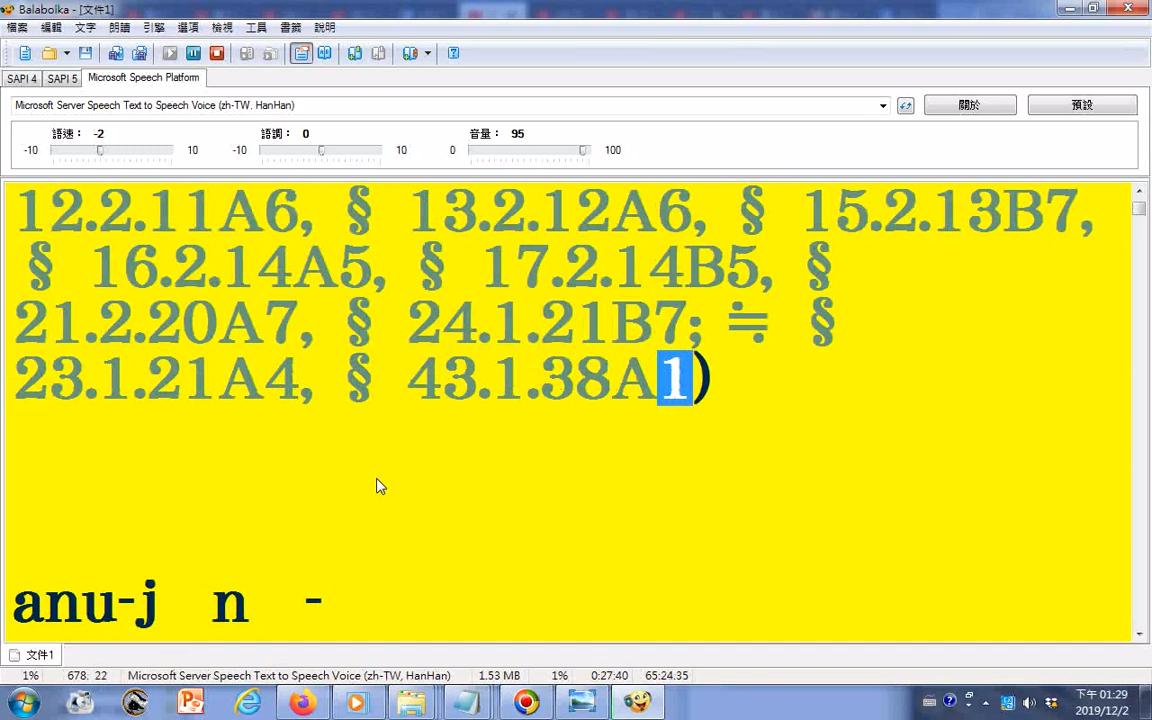 Balabolka - [文件1]
檔案 編輯 文字 朗讀 引擎 選項 檢視 工具 書籤 說明
SAPI 4 SAPI 5 Microsoft Speech Platform
Microsoft Server Speech Text to Speech Voice (zh-TW, HanHan) 關於 預設
語速： -2 語調： 0 音量： 95
-10 10 -10 10 0 100
12.2.11A6, § 13.2.12A6, § 15.2.13B7,
§ 16.2.14A5, § 17.2.14B5, §
21.2.20A7, § 24.1.21B7; ≒ §
23.1.21A4, § 43.1.38A1)
anu-j n -
文件1
1% 678: 22 Microsoft Server Speech Text to Speech Voice (zh-TW, HanHan) 1.53 MB 1% 0:27:40 65:24.35
下午 01:29
2019/12/2